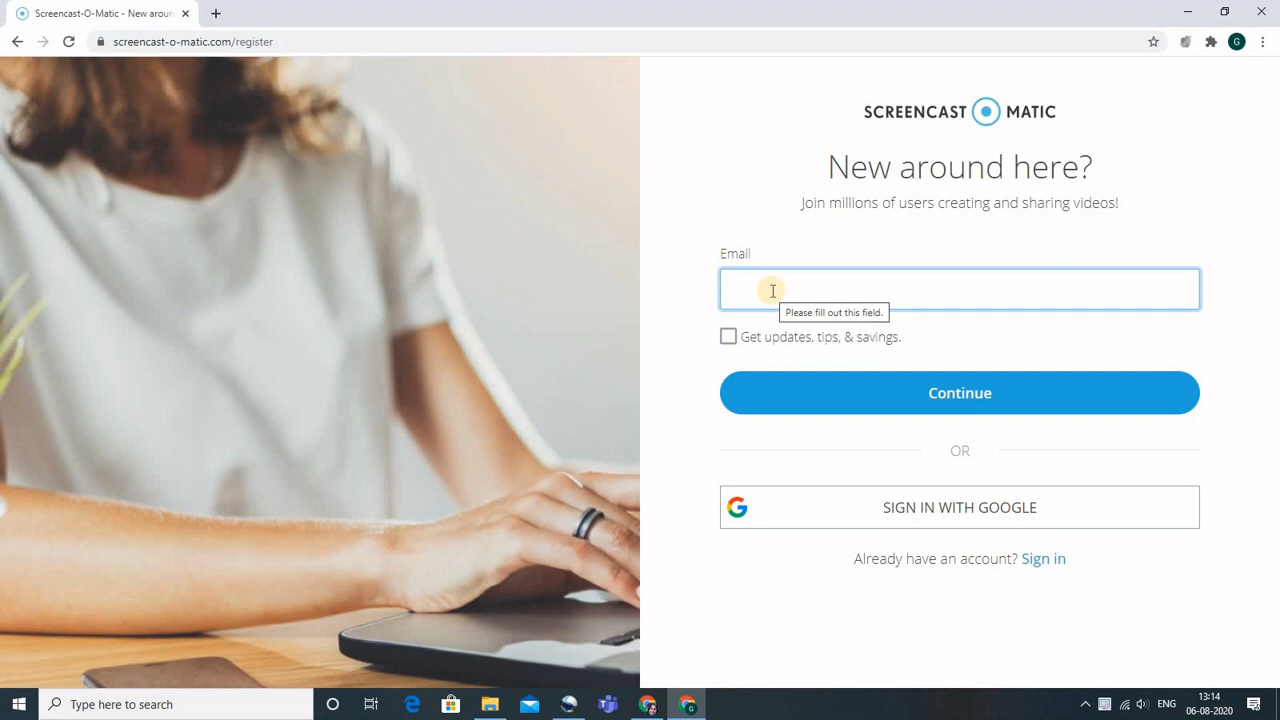 Screencast-O-Matic - New aroun
screencast-o-matic.com/register
G
SCREENCAST MATIC
New around here?
Join millions of users creating and sharing videos!
Email
Please fill out this field.
Get updates, tips, & savings.
Continue
OR
SIGN IN WITH GOOGLE
Already have an account? Sign in
Type here to search
ENG
13:14
06-08-2020